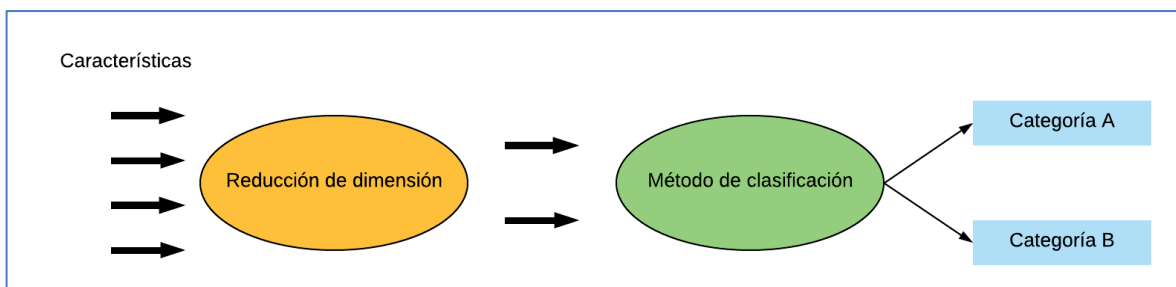 Características
Reducción de dimensión
Método de clasificación
Categoría A
Categoría B